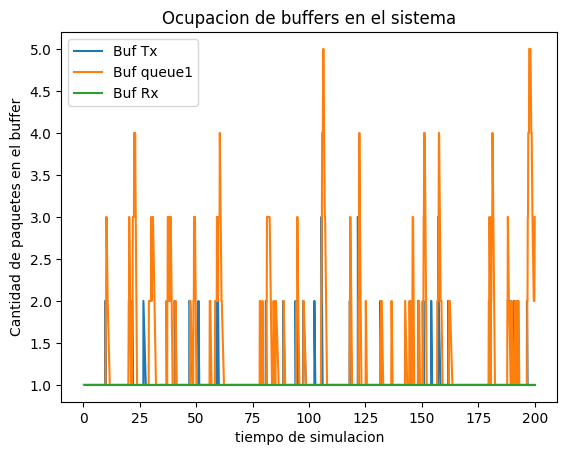 Ocupacion de buffers en el sistema
Buf Tx
Buf queue1
Buf Rx
Cantidad de paquetes en el buffer
5.0
4.5
4.0
3.5
3.0
2.5
2.0
1.5
1.0
0 25 50 75 100 125 150 175 200
tiempo de simulacion